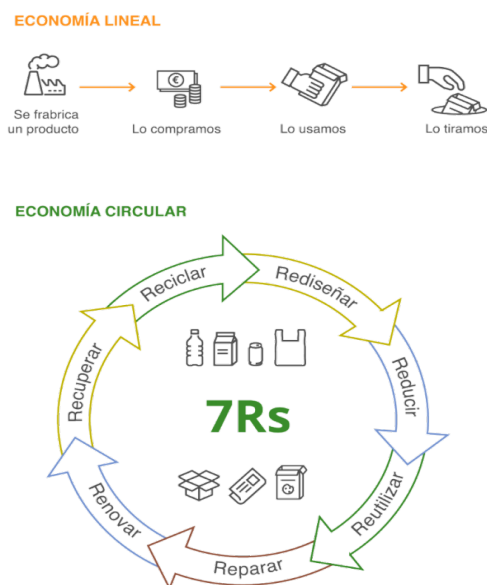 ECONOMÍA LINEAL
Se frabrica
un producto
Lo compramos
Lo usamos
Lo tiramos
ECONOMÍA CIRCULAR
Reciclar
Rediseñar
Reducir
Reutilizar
Reparar
Renovar
Recuperar
7Rs